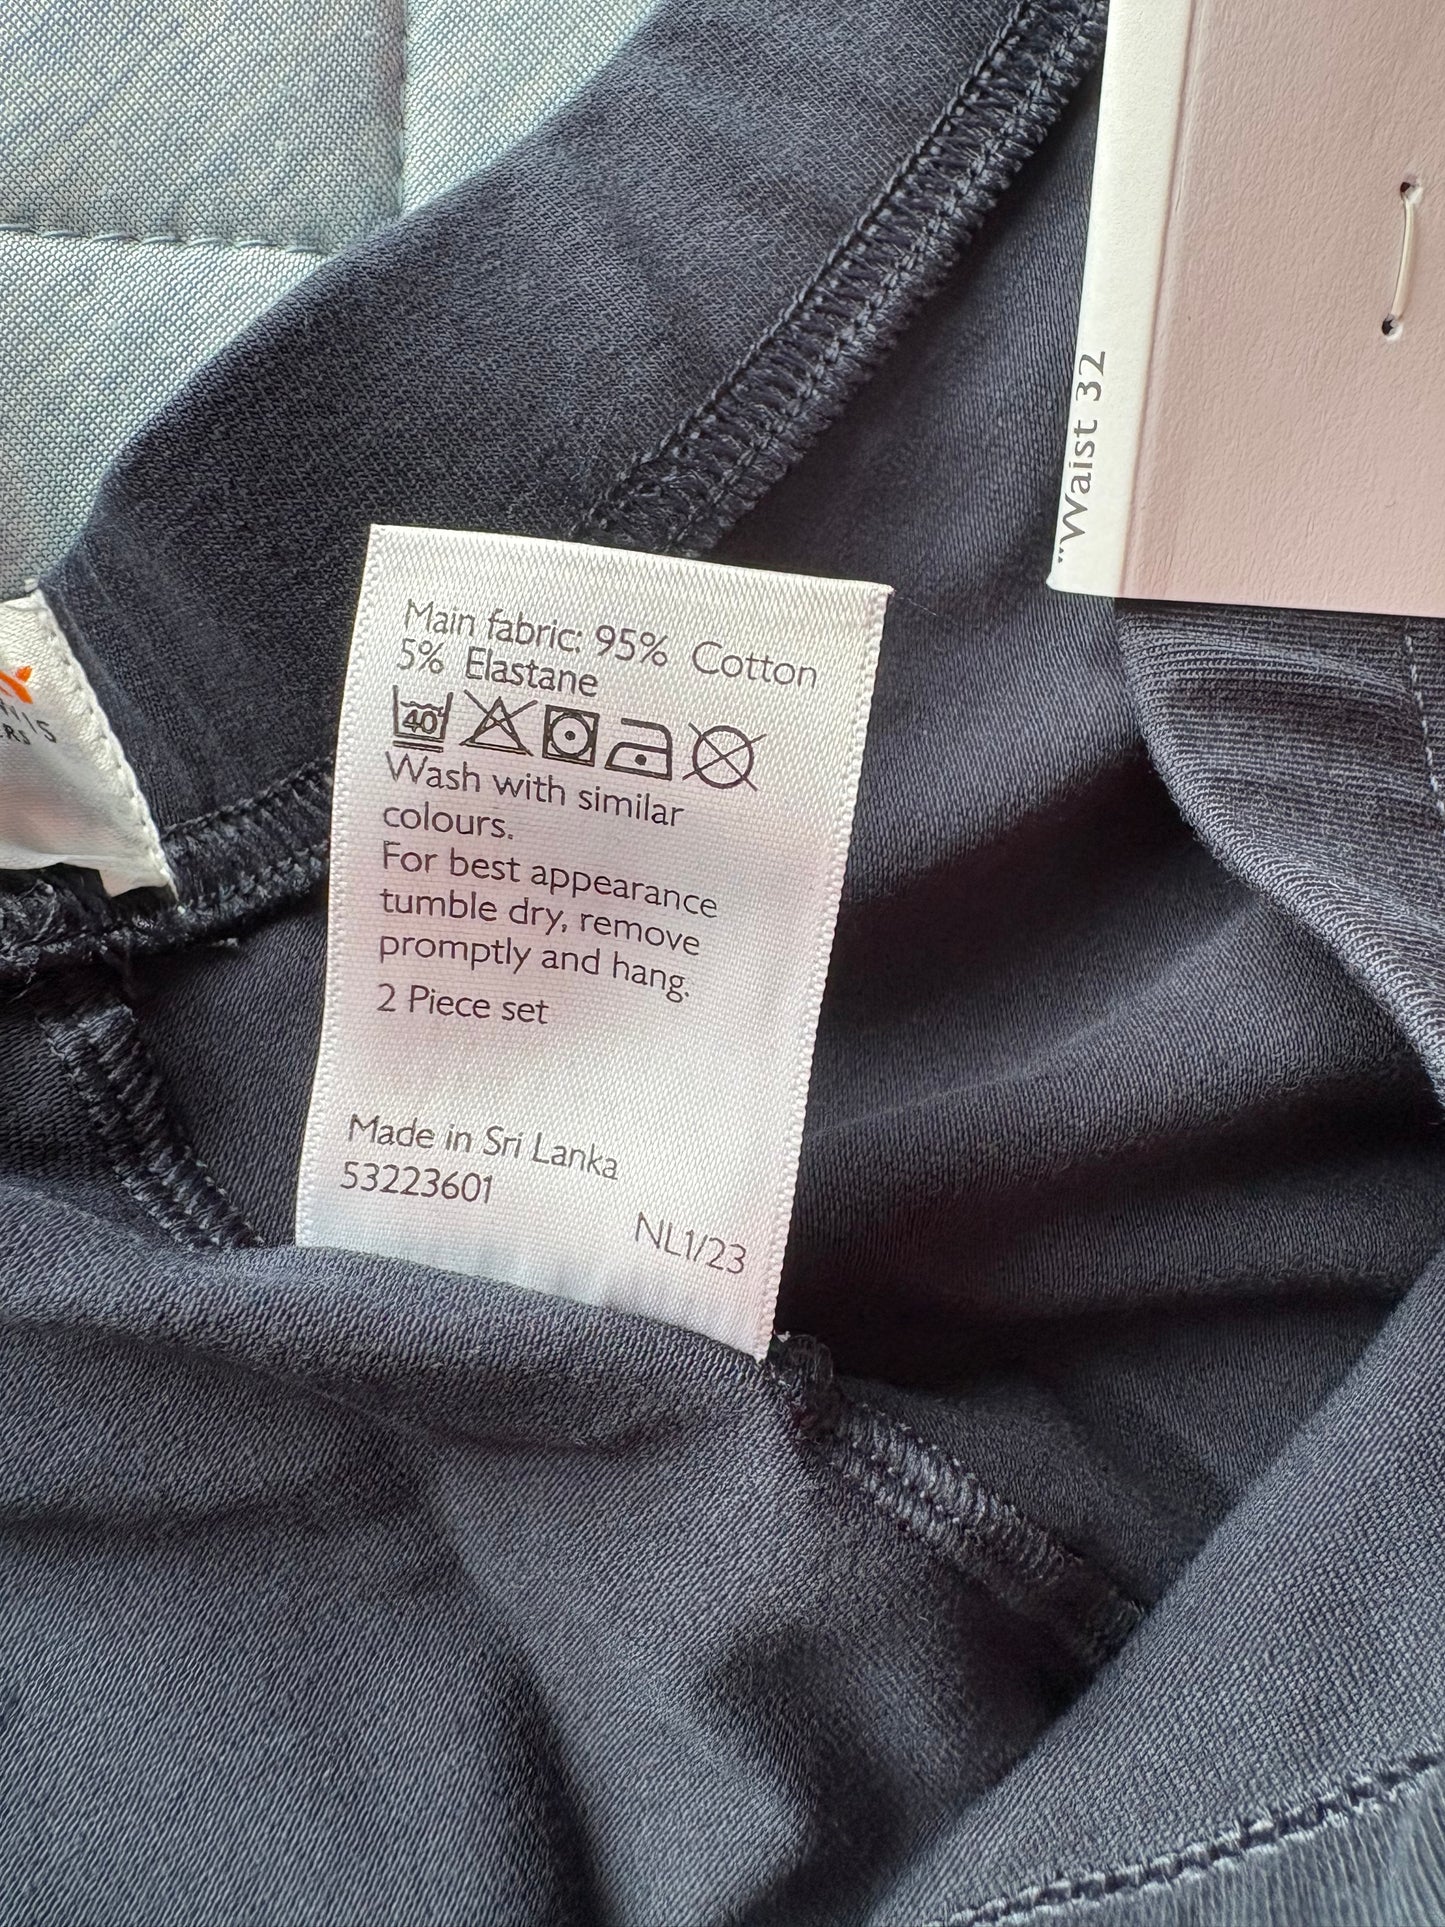 Waist 32"
Main fabric: 95% Cotton
5% Elastane
40
Wash with similar
colours.
For best appearance
tumble dry, remove
promptly and hang.
2 Piece set
Made in Sri Lanka
53223601
NL1/23